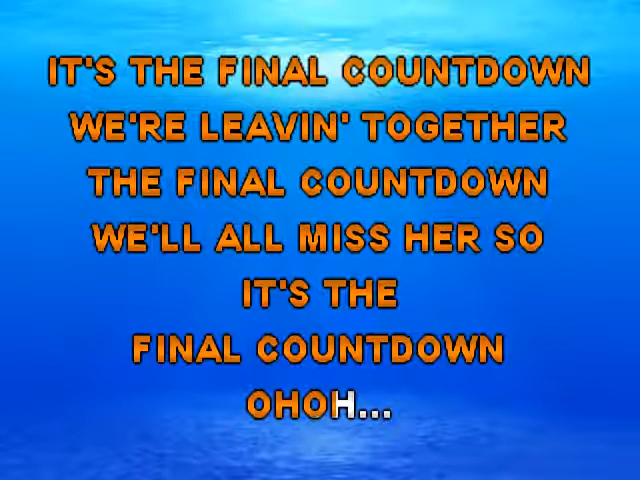 IT'S THE FINAL COUNTDOWN
WE'RE LEAVIN' TOGETHER
THE FINAL COUNTDOWN
WE'LL ALL MISS HER SO
IT'S THE
FINAL COUNTDOWN
OHOH...